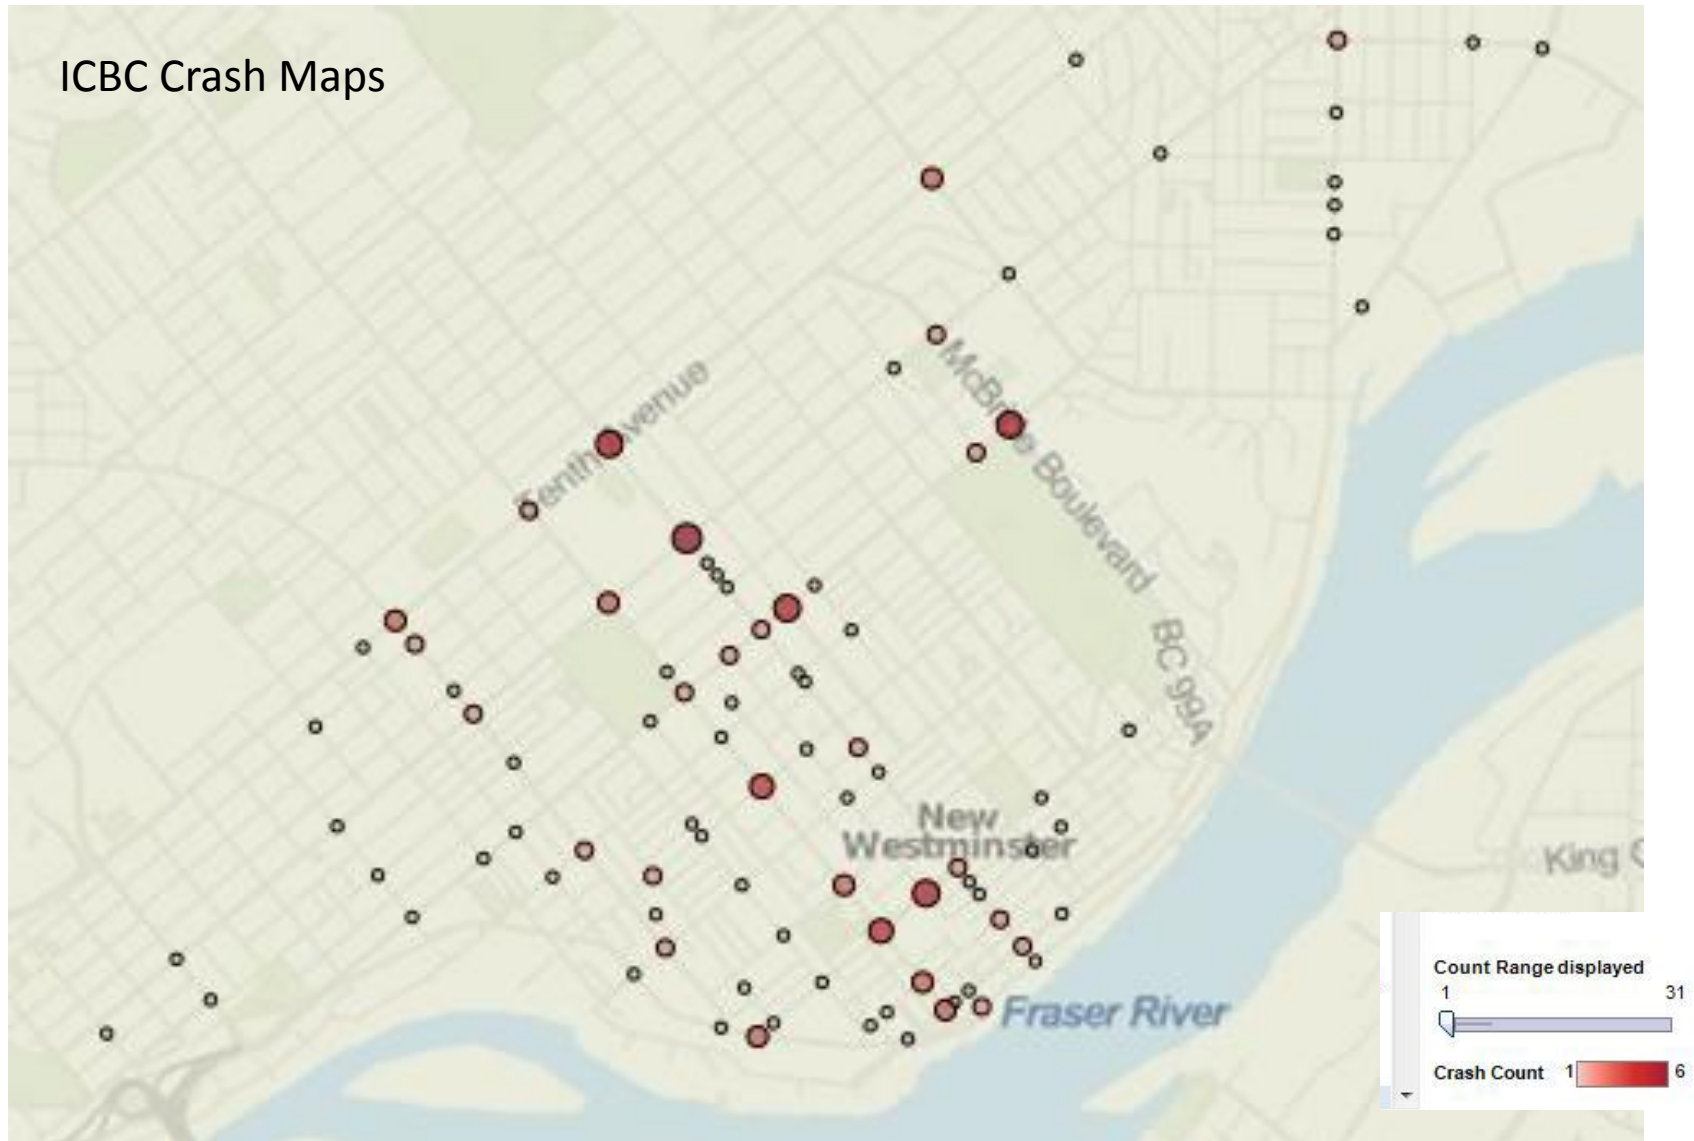 ICBC Crash Maps
Tenth Avenue
McBride Boulevard
BC 99A
New
Westminster
King
Fraser River
Count Range displayed
1 31
Crash Count 1 6